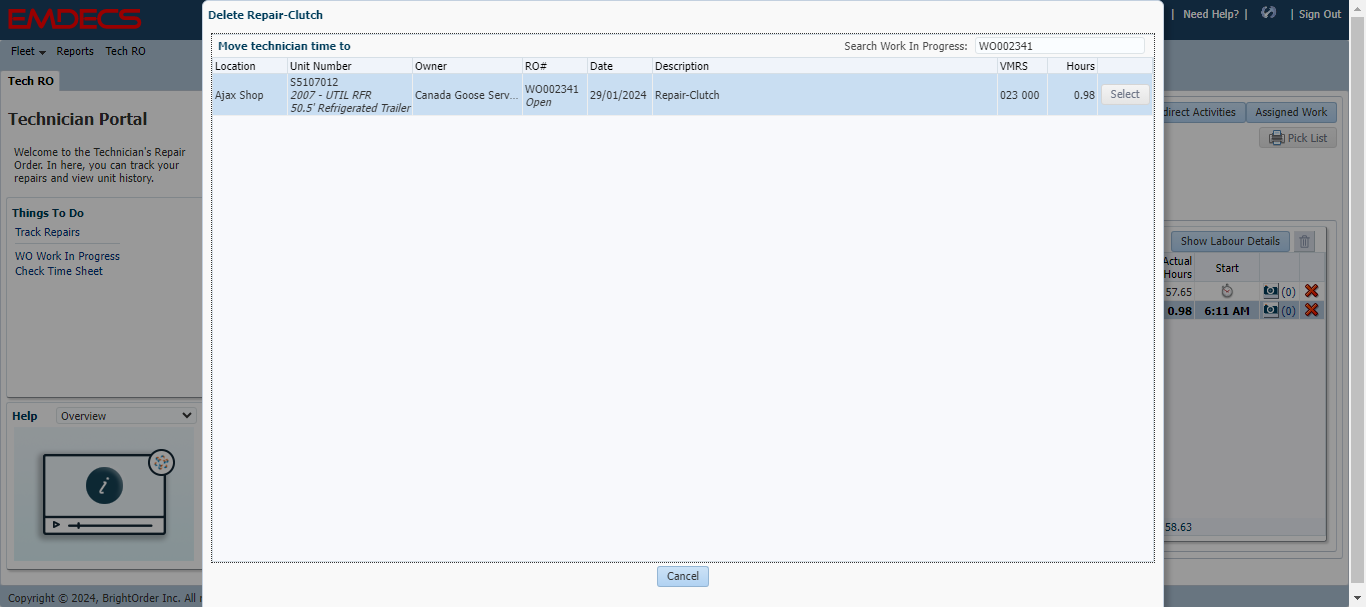 EMDECS
| Need Help? | | Sign Out
Fleet Reports Tech RO
Tech RO
Technician Portal
Welcome to the Technician's Repair
Order. In here, you can track your
repairs and view unit history.
Things To Do
Track Repairs
WO Work In Progress
Check Time Sheet
Help Overview
i
Copyright © 2024, BrightOrder Inc. All
Delete Repair-Clutch
Move technician time to
Search Work In Progress: WO002341
Location Unit Number Owner RO# Date Description VMRS Hours
Ajax Shop S5107012 Canada Goose Serv... WO002341 29/01/2024 Repair-Clutch 023 000 0.98 Select
2007 - UTIL RFR Open
50.5' Refrigerated Trailer
Cancel
direct Activities Assigned Work
Pick List
Show Labour Details
Actual
Hours Start
57.65 (0)
0.98 6:11 AM (0)
58.63